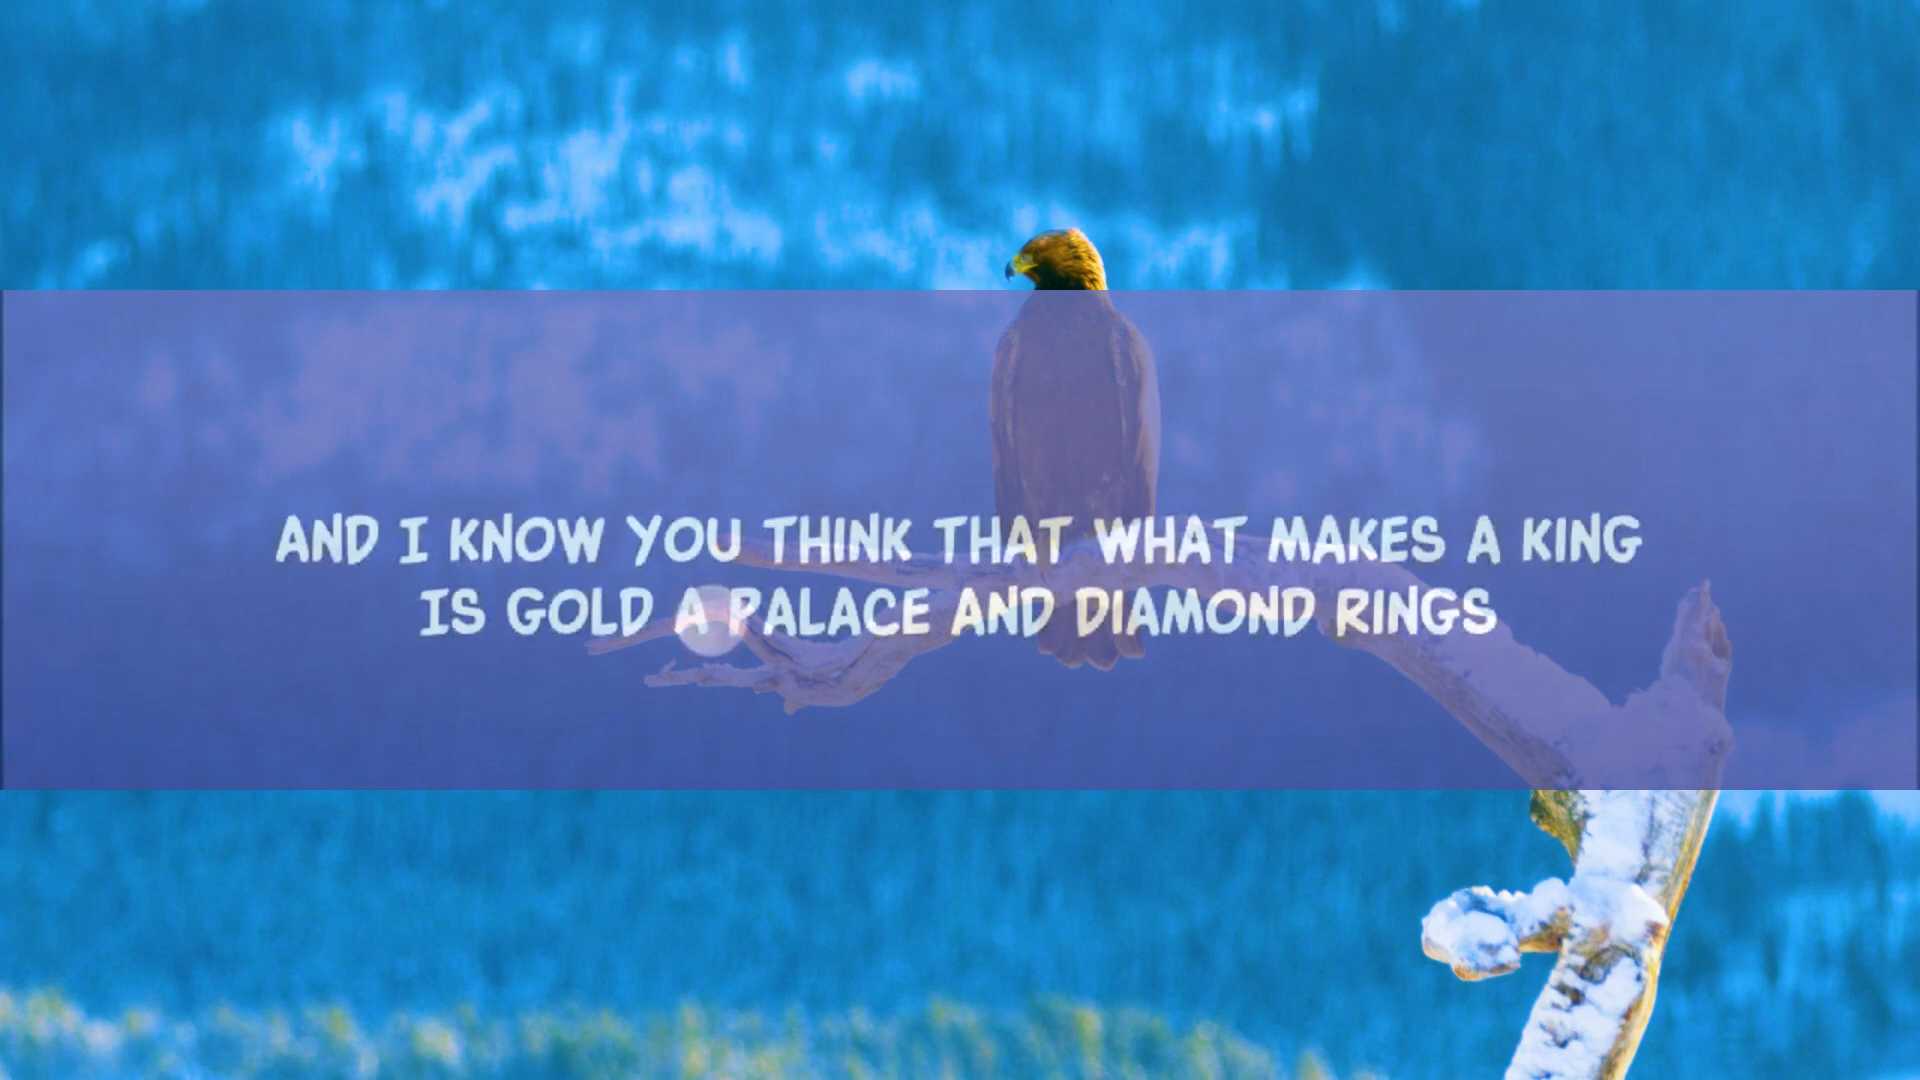 AND I KNOW YOU THINK THAT WHAT MAKES A KING
IS GOLD A PALACE AND DIAMOND RINGS